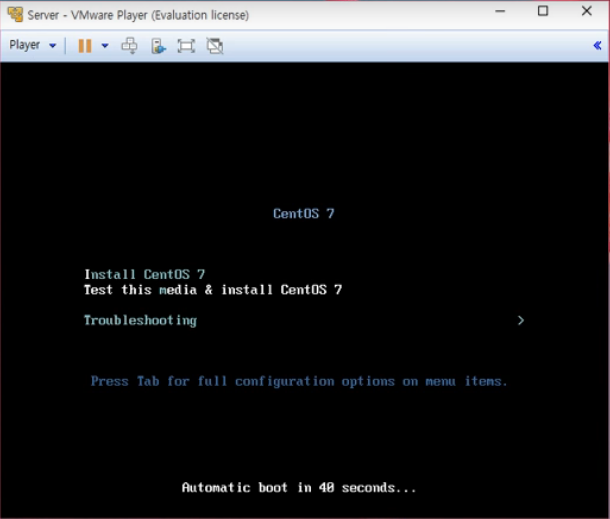 Server - VMware Player (Evaluation license)
Player
CentOS 7
Install CentOS 7
Test this media & install CentOS 7
Troubleshooting >
Press Tab for full configuration options on menu items.
Automatic boot in 40 seconds...